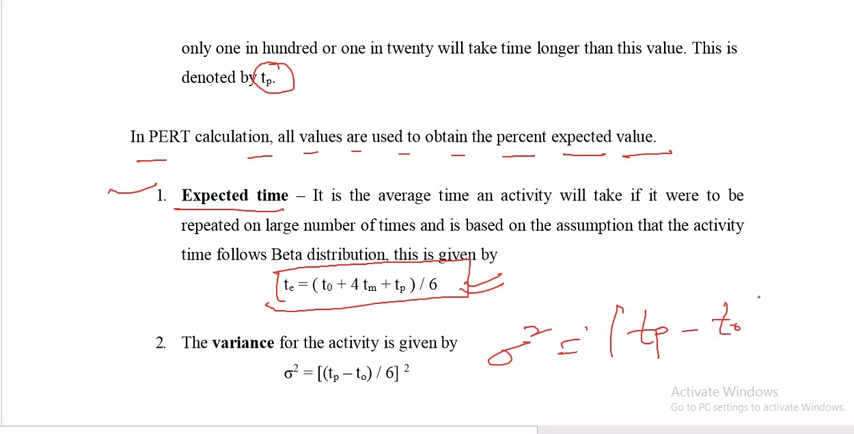 only one in hundred or one in twenty will take time longer than this value. This is
denoted by tp.
In PERT calculation, all values are used to obtain the percent expected value.
1. Expected time – It is the average time an activity will take if it were to be
repeated on large number of times and is based on the assumption that the activity
time follows Beta distribution, this is given by
te = ( t0 + 4 tm + tp ) / 6
2. The variance for the activity is given by
σ² = [(tp – to) / 6] ²
σ² = ( tp - to
Activate Windows
Go to PC settings to activate Windows.